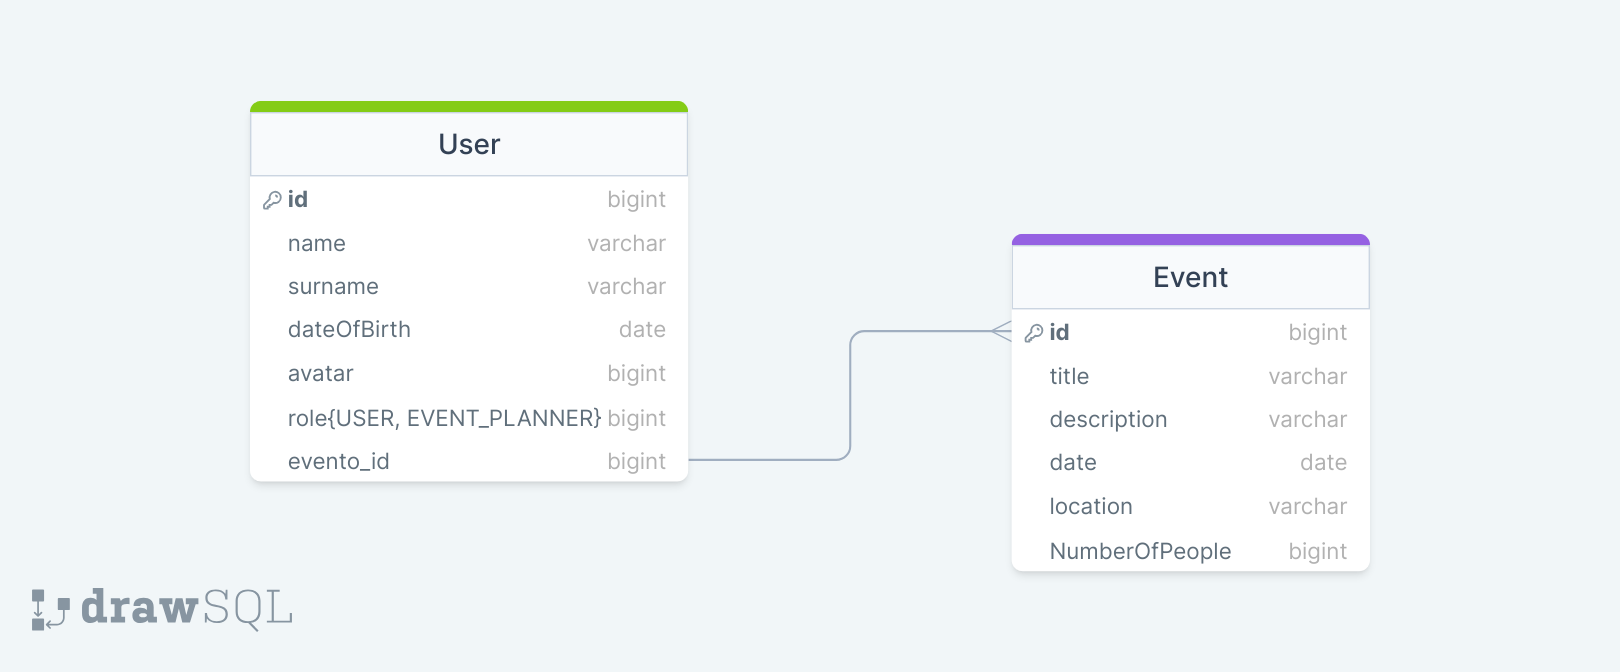 User
id bigint
name varchar
surname varchar
dateOfBirth date
avatar bigint
role{USER, EVENT_PLANNER} bigint
evento_id bigint
Event
id bigint
title varchar
description varchar
date date
location varchar
NumberOfPeople bigint
drawSQL